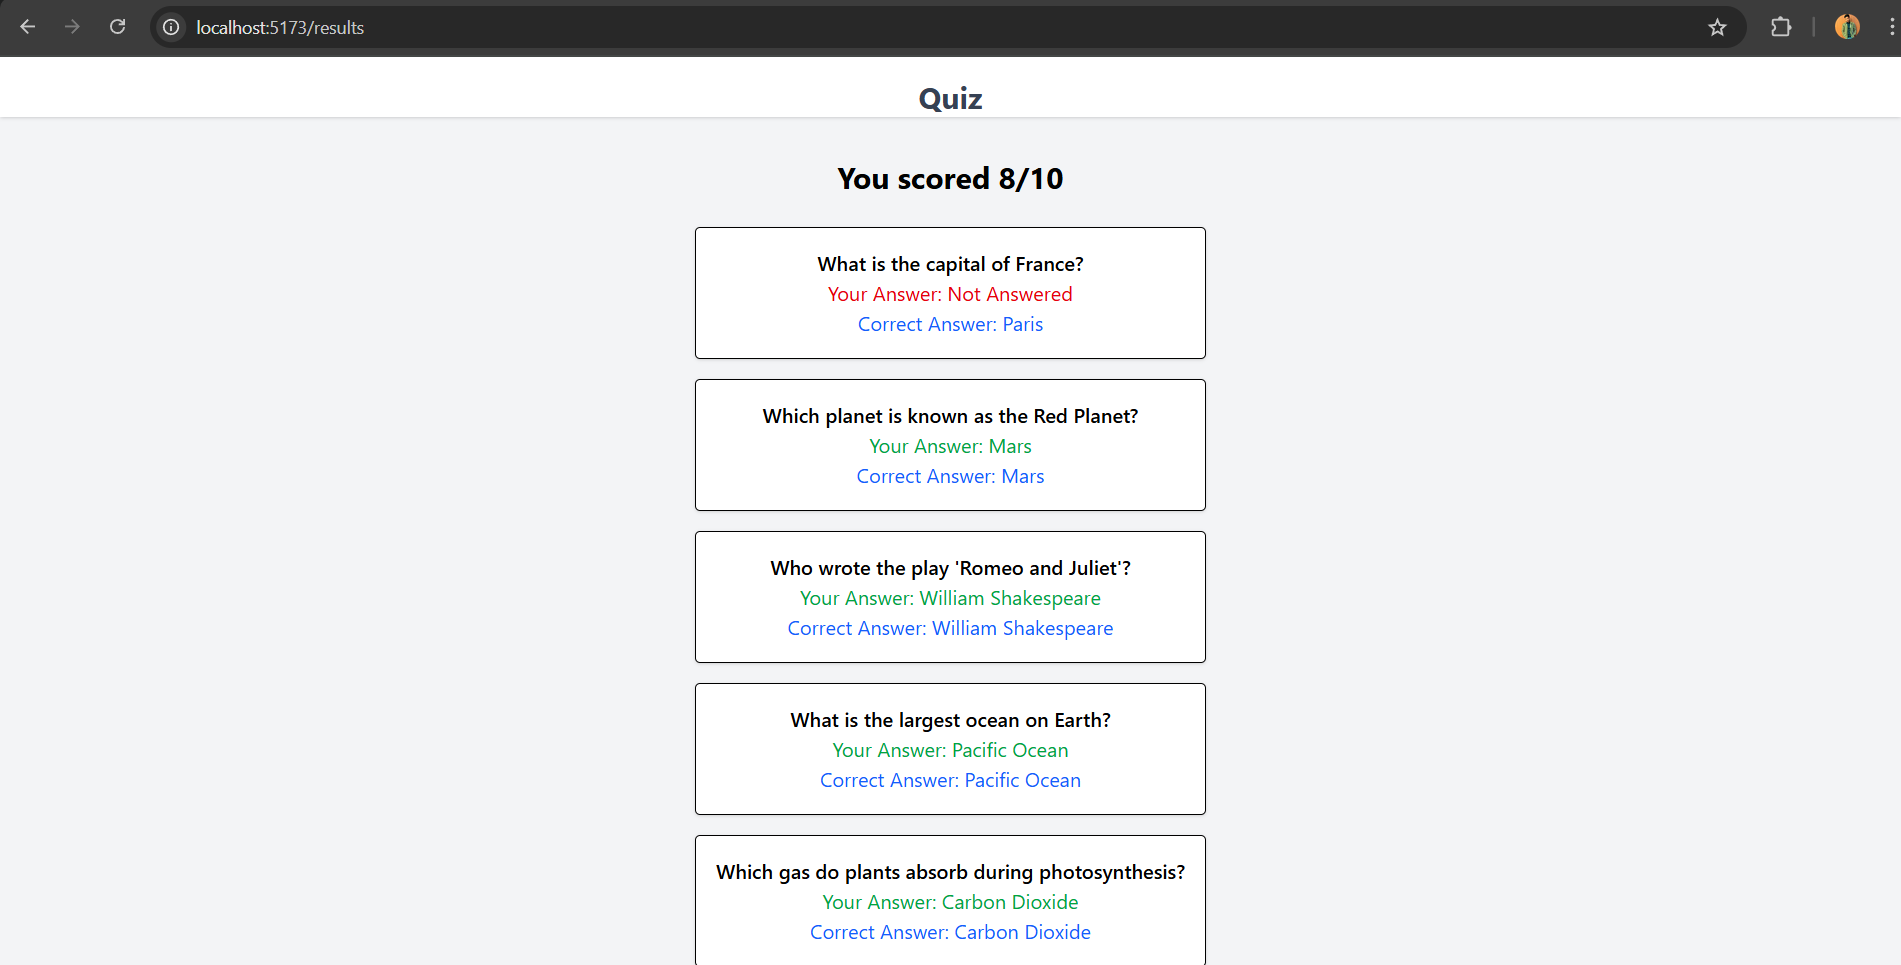 localhost:5173/results
Quiz
You scored 8/10
What is the capital of France?
Your Answer: Not Answered
Correct Answer: Paris
Which planet is known as the Red Planet?
Your Answer: Mars
Correct Answer: Mars
Who wrote the play 'Romeo and Juliet'?
Your Answer: William Shakespeare
Correct Answer: William Shakespeare
What is the largest ocean on Earth?
Your Answer: Pacific Ocean
Correct Answer: Pacific Ocean
Which gas do plants absorb during photosynthesis?
Your Answer: Carbon Dioxide
Correct Answer: Carbon Dioxide